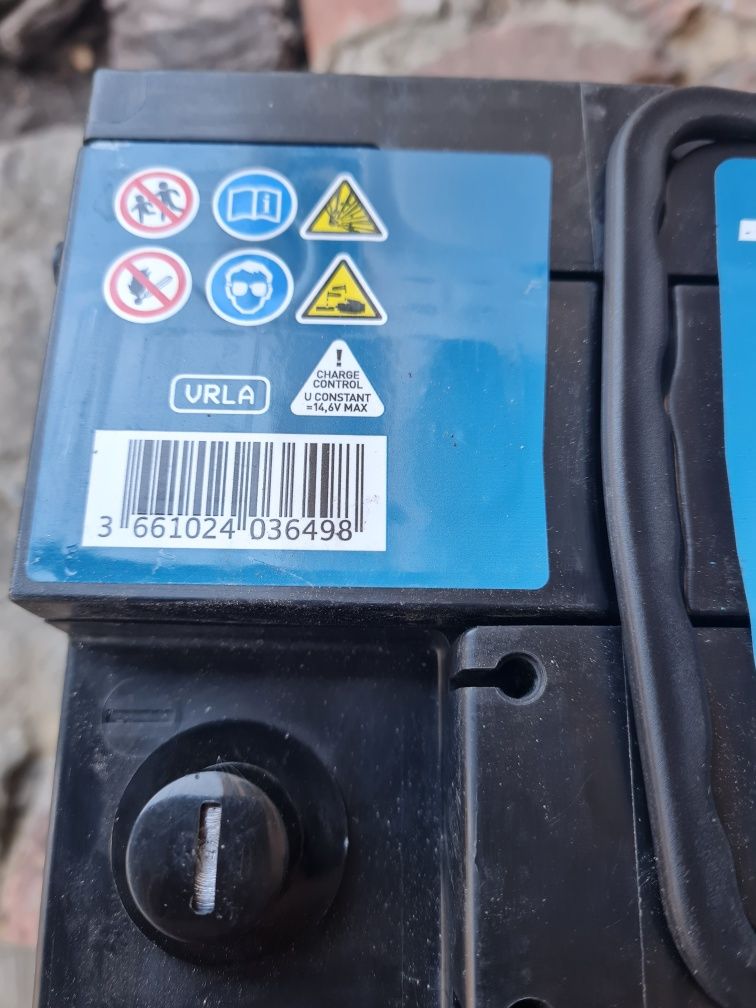 VRLA
!
CHARGE
CONTROL
U CONSTANT
=14,6V MAX
3 661024 036498